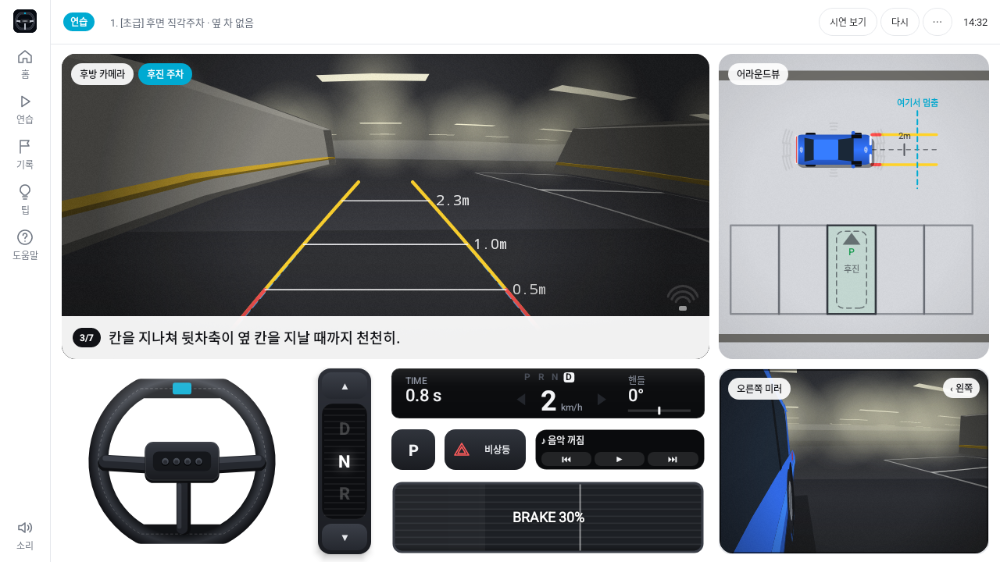 연습
1. [초급] 후면 직각주차 · 옆 차 없음
시연 보기
다시
···
14:32
홈
연습
기록
팁
도움말
소리
후방 카메라
후진 주차
2.3m
1.0m
0.5m
3/7 칸을 지나쳐 뒷차축이 옆 칸을 지날 때까지 천천히.
어라운드뷰
여기서 멈춤
2m
P
후진
D
N
R
TIME
0.8 s
P R N D
2 km/h
핸들
0°
P
비상등
♪ 음악 꺼짐
BRAKE 30%
오른쪽 미러
‹ 왼쪽